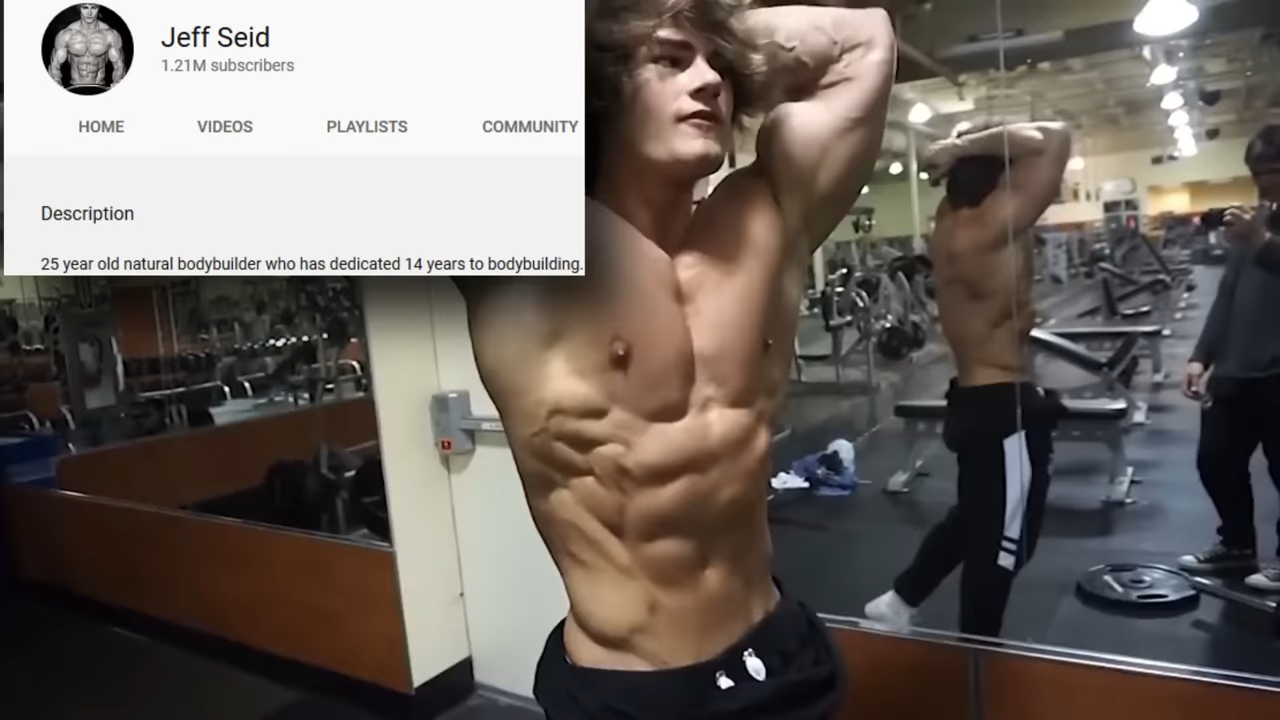 Jeff Seid
1.21M subscribers
HOME VIDEOS PLAYLISTS COMMUNITY
Description
25 year old natural bodybuilder who has dedicated 14 years to bodybuilding.